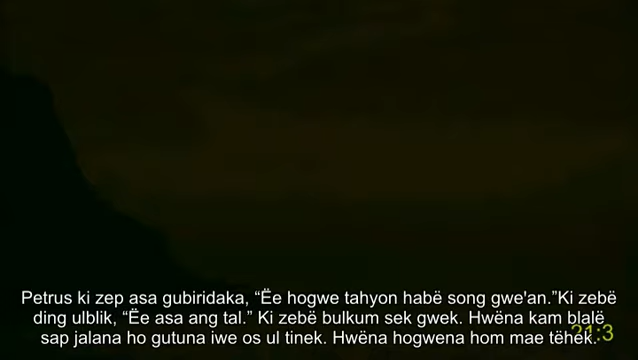 Petrus ki zep asa gubiridaka, “Ëe hogwe tahyon habë song gwe'an.”Ki zebë
ding ulblik, “Ëe asa ang tal.” Ki zebë bulkum sek gwek. Hwëna kam blalë
sap jalana ho gutuna iwe os ul tinek. Hwëna hogwena hom mae tëhek.
21:3